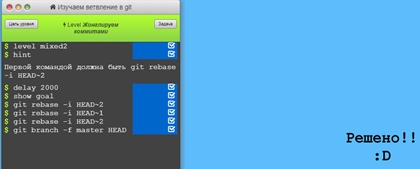 Изучаем ветвление в git
Цель уровня
Level Жонглируем
коммитами
Задача
$ level mixed2
$ hint
Первой командой должна быть git rebase
-i HEAD~2
$ delay 2000
$ show goal
$ git rebase -i HEAD~2
$ git rebase -i HEAD~1
$ git rebase -i HEAD~2
$ git branch -f master HEAD
Решено!!
:D